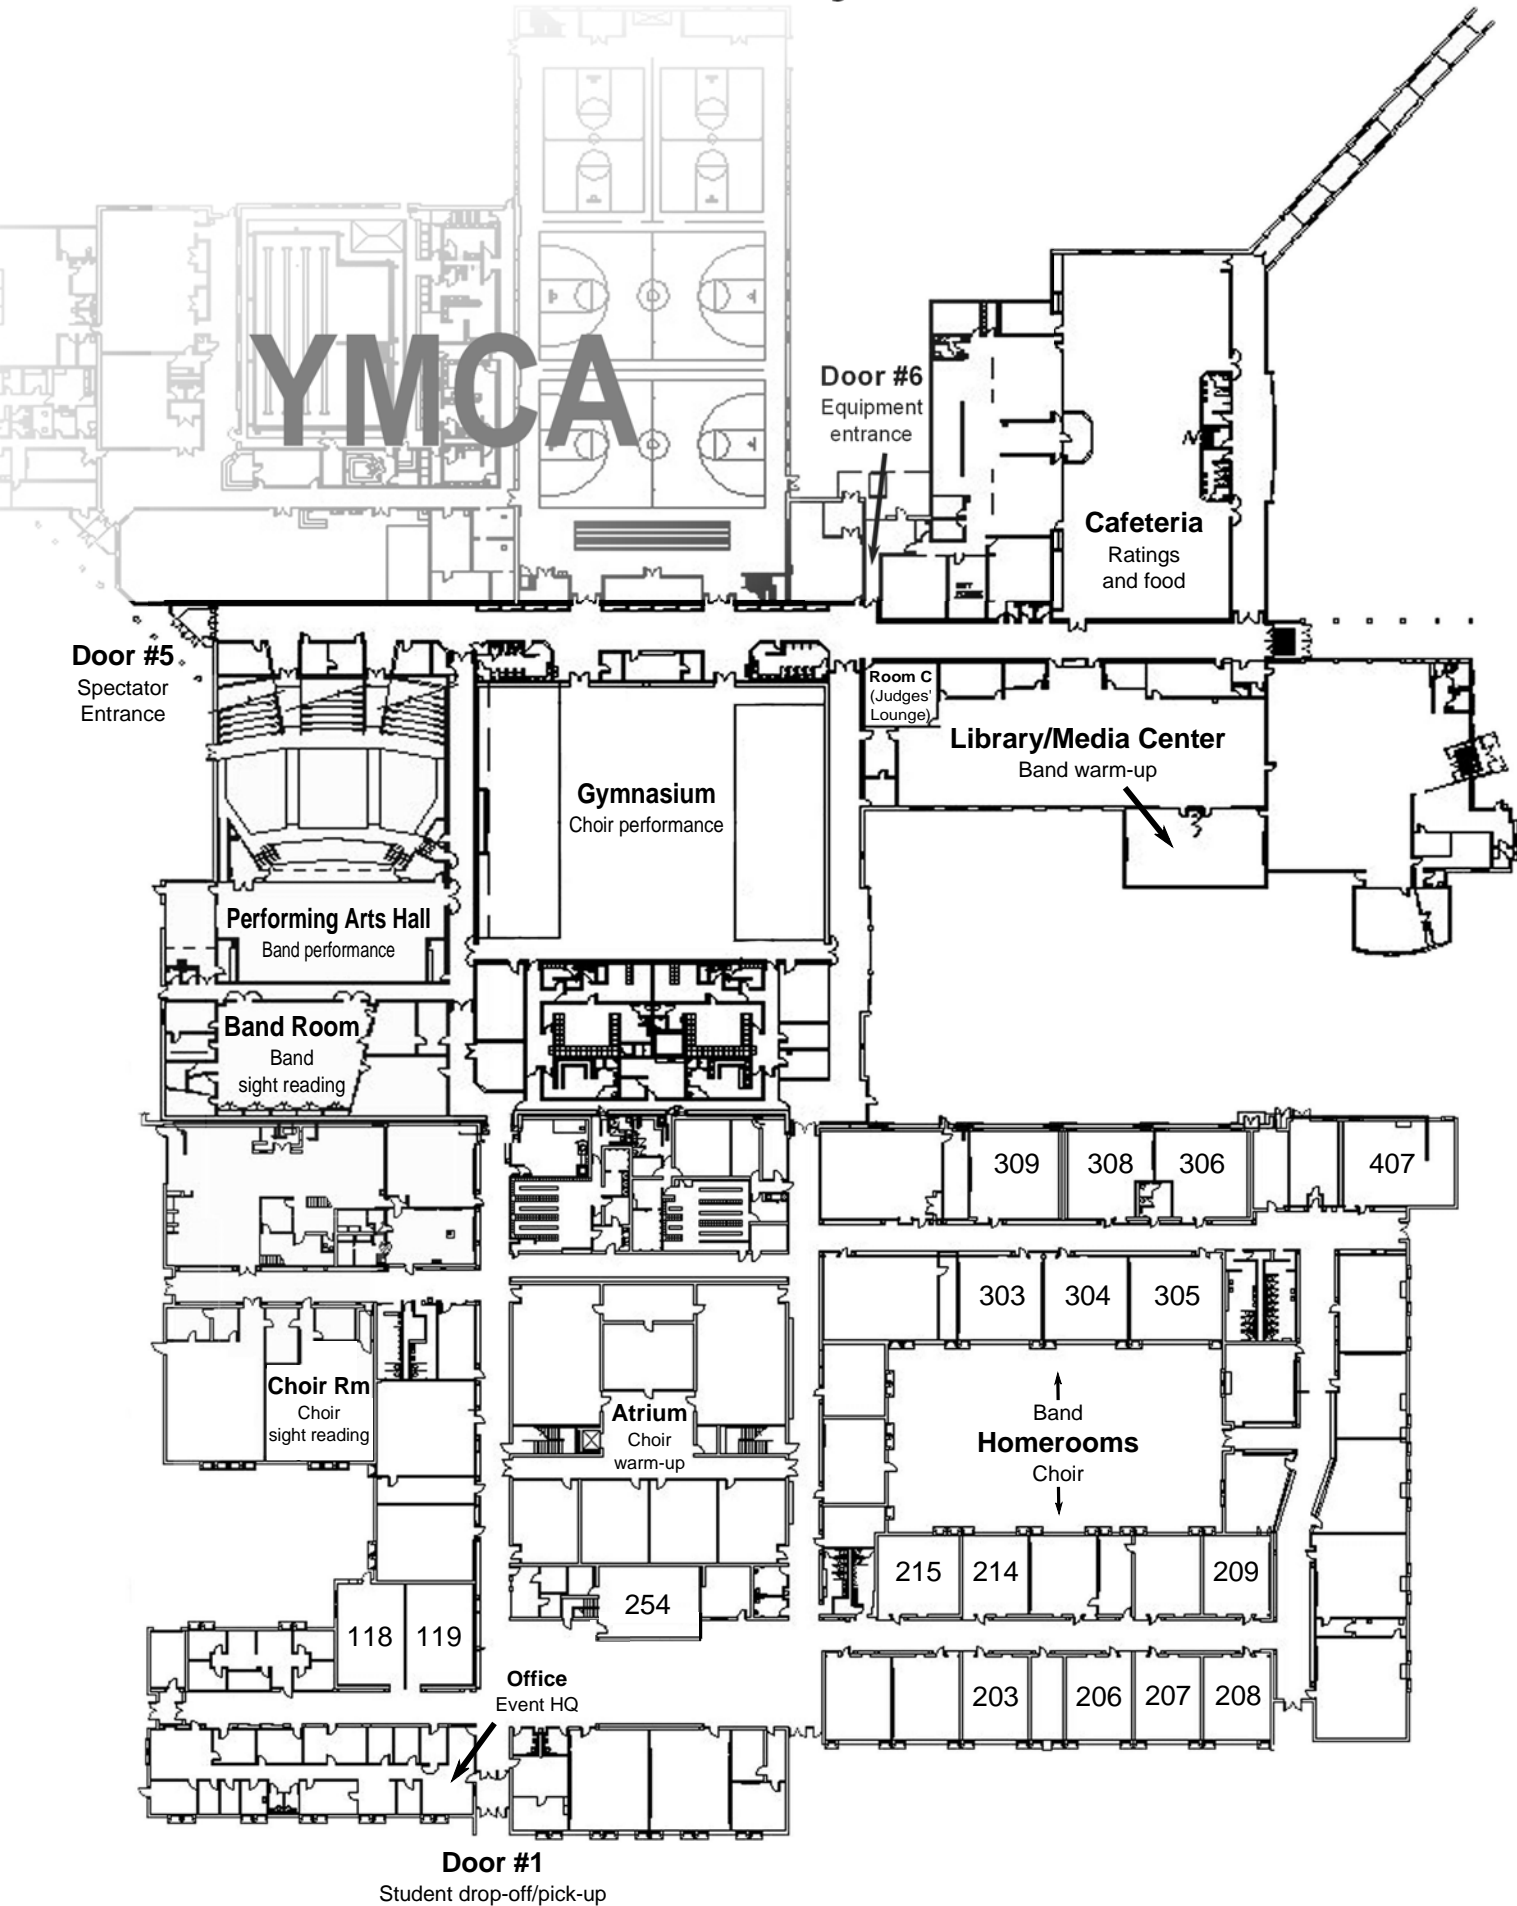 YMCA
Door #6
Equipment
entrance
Cafeteria
Ratings
and food
Door #5
Spectator
Entrance
Room C
(Judges'
Lounge)
Library/Media Center
Band warm-up
Gymnasium
Choir performance
Performing Arts Hall
Band performance
Band Room
Band
sight reading
309
308
306
407
303
304
305
Choir Rm
Choir
sight reading
Atrium
Choir
warm-up
Band
Homerooms
Choir
215
214
209
254
118
119
Office
Event HQ
203
206
207
208
Door #1
Student drop-off/pick-up